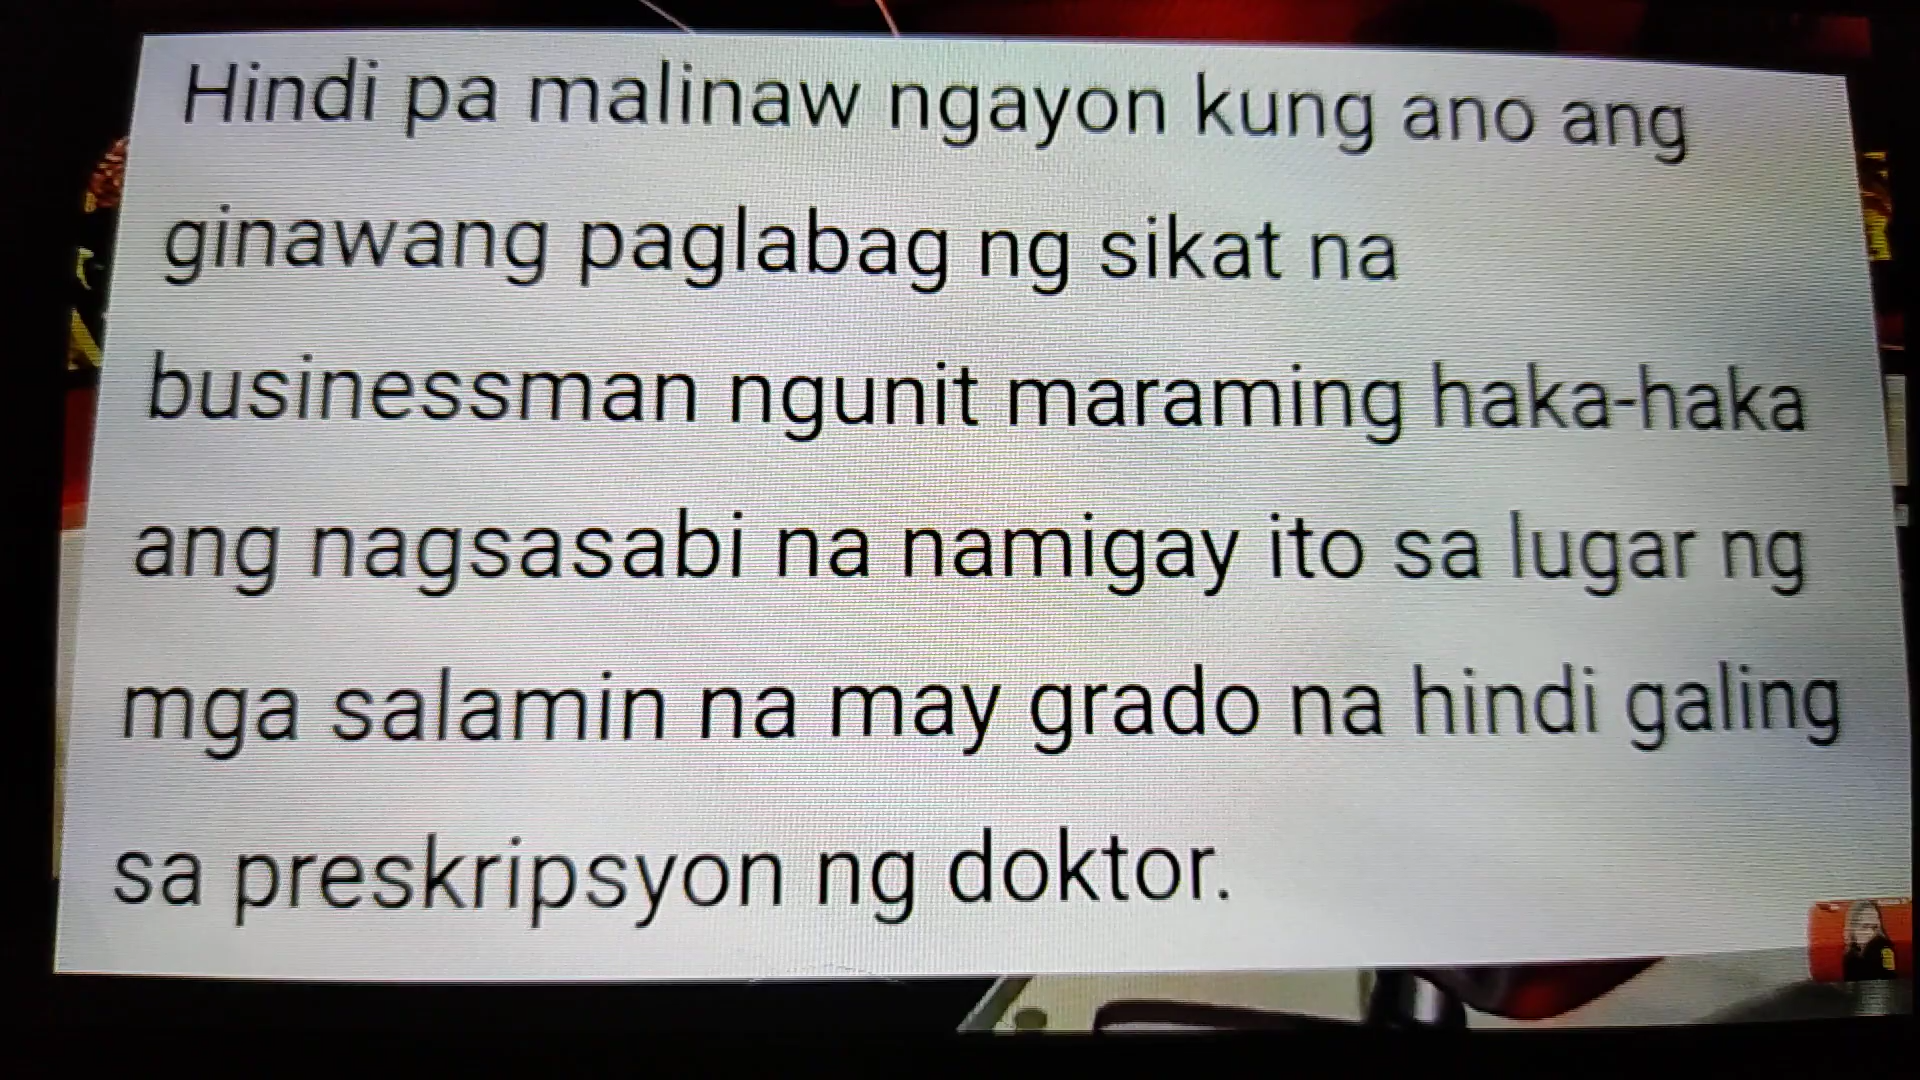 Hindi pa malinaw ngayon kung ano ang
ginawang paglabag ng sikat na
businessman ngunit maraming haka-haka
ang nagsasabi na namigay ito sa lugar ng
mga salamin na may grado na hindi galing
sa preskripsyon ng doktor.